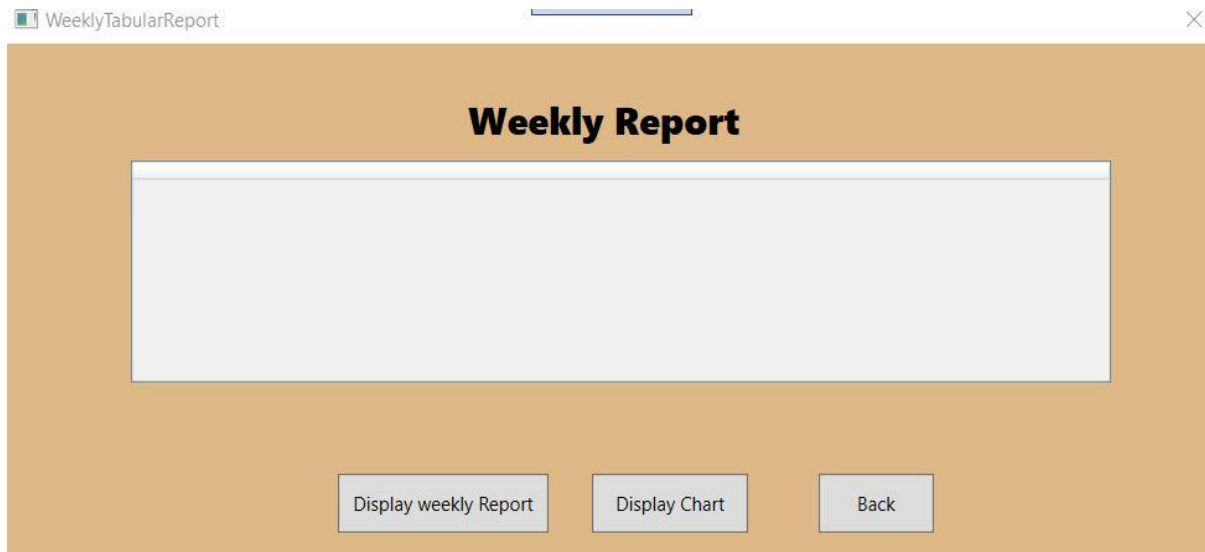 WeeklyTabularReport
Weekly Report
Display weekly Report
Display Chart
Back